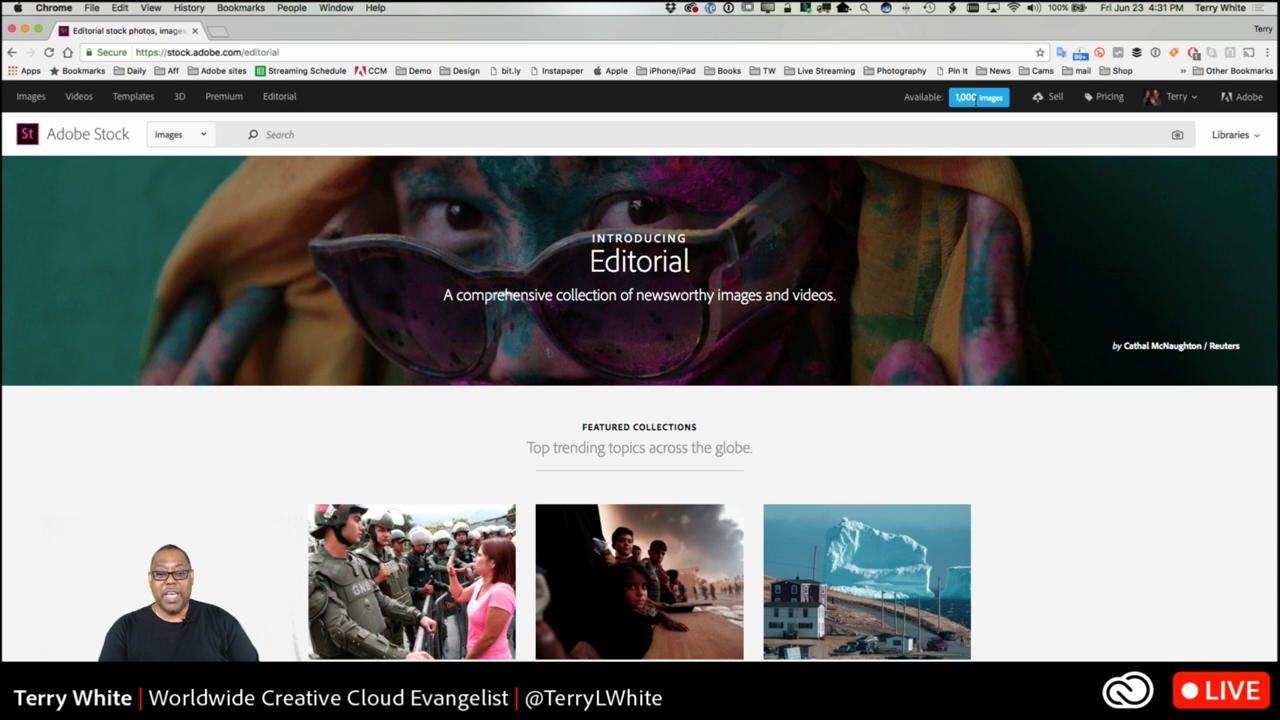 Chrome File Edit View History Bookmarks People Window Help 100% Fri Jun 23 4:31 PM Terry White
St Editorial stock photos, images, × Terry
Secure https://stock.adobe.com/editorial
Apps Bookmarks Daily Aff Adobe sites Streaming Schedule CCM Demo Design bit.ly Instapaper Apple iPhone/iPad Books TW Live Streaming Photography Pin It News Cams mail Shop » Other Bookmarks
Images Videos Templates 3D Premium Editorial Available: 1,000 images Sell Pricing Terry Adobe
St Adobe Stock Images Search Libraries
INTRODUCING
Editorial
A comprehensive collection of newsworthy images and videos.
by Cathal McNaughton / Reuters
FEATURED COLLECTIONS
Top trending topics across the globe.
Terry White | Worldwide Creative Cloud Evangelist | @TerryLWhite LIVE